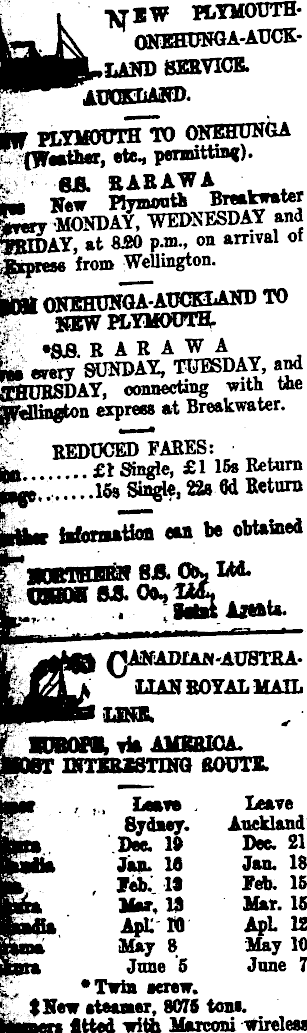 NEW PLYMOUTH-
ONEHUNGA-AUCK-
LAND SERVICE.
AUCKLAND.
PLYMOUTH TO ONEHUNGA
(Weather, etc., permitting).
S.S. RARAWA
New Plymouth Breakwater
every MONDAY, WEDNESDAY and
FRIDAY, at 8.20 p.m., on arrival of
Express from Wellington.
ONEHUNGA-AUCKLAND TO
NEW PLYMOUTH.
*S.S. RARAWA
every SUNDAY, TUESDAY, and
THURSDAY, connecting with the
Wellington express at Breakwater.
REDUCED FARES:
........ £1 Single, £1 15s Return
....... 15s Single, 22s 6d Return
information can be obtained
NORTHERN S.S. Co., Ltd.
UNION S.S. Co., Ltd.,
Joint Agents.
CANADIAN-AUSTRA-
LIAN ROYAL MAIL
LINE.
EUROPE, via AMERICA.
MOST INTERESTING ROUTE.
Leave Leave
Sydney. Auckland
Dec. 19 Dec. 21
Jan. 16 Jan. 18
Feb. 13 Feb. 15
Mar. 13 Mar. 15
Apl. 10 Apl. 12
May 8 May 10
June 5 June 7
* Twin screw.
‡ New steamer, 8075 tons.
fitted with Marconi wireless